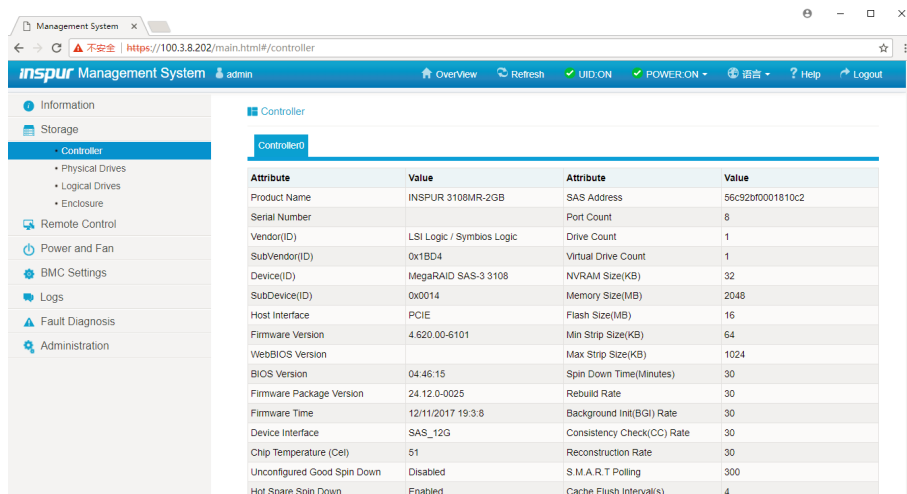 Management System
不安全 | https://100.3.8.202/main.html#/controller
inspur Management System admin OverView Refresh UID:ON POWER:ON 语言 Help Logout
Information
Storage
Controller
Physical Drives
Logical Drives
Enclosure
Remote Control
Power and Fan
BMC Settings
Logs
Fault Diagnosis
Administration
Controller
Controller0
Attribute Value Attribute Value
Product Name INSPUR 3108MR-2GB SAS Address 56c92bf0001810c2
Serial Number Port Count 8
Vendor(ID) LSI Logic / Symbios Logic Drive Count 1
SubVendor(ID) 0x1BD4 Virtual Drive Count 1
Device(ID) MegaRAID SAS-3 3108 NVRAM Size(KB) 32
SubDevice(ID) 0x0014 Memory Size(MB) 2048
Host Interface PCIE Flash Size(MB) 16
Firmware Version 4.620.00-6101 Min Strip Size(KB) 64
WebBIOS Version Max Strip Size(KB) 1024
BIOS Version 04:46:15 Spin Down Time(Minutes) 30
Firmware Package Version 24.12.0-0025 Rebuild Rate 30
Firmware Time 12/11/2017 19:3:8 Background Init(BGI) Rate 30
Device Interface SAS_12G Consistency Check(CC) Rate 30
Chip Temperature (Cel) 51 Reconstruction Rate 30
Unconfigured Good Spin Down Disabled S.M.A.R.T Polling 300
Hot Spare Spin Down Enabled Cache Flush Interval(s) 4